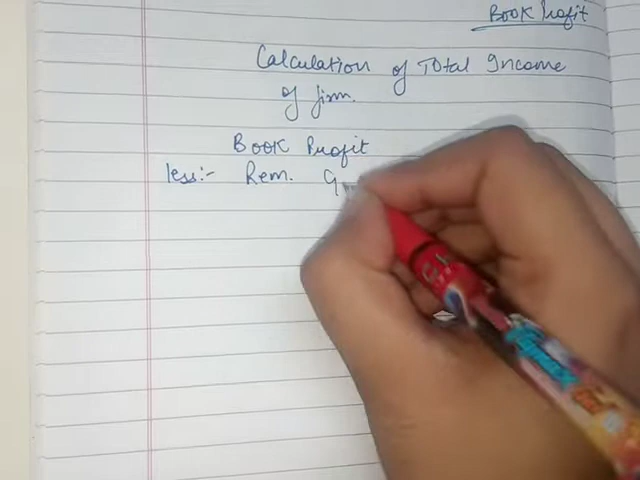 Book Profit
Calculation of Total Income
of firm.
Book Profit
less:- Rem.